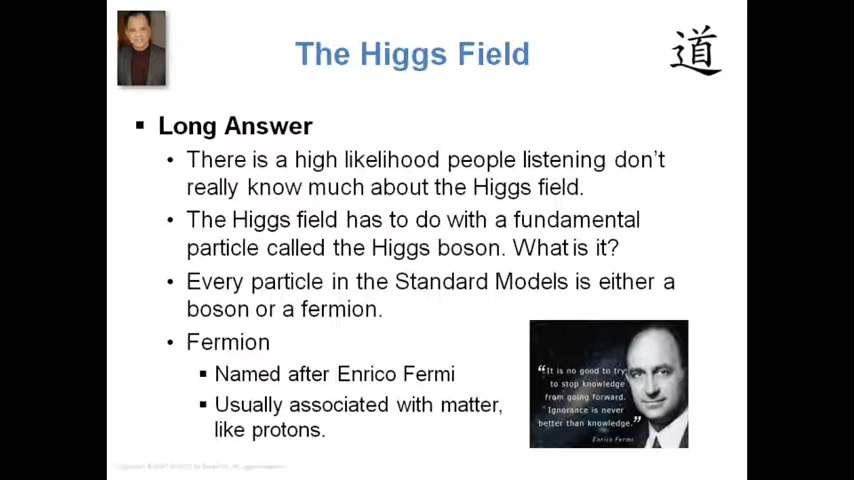 The Higgs Field
道
▪ Long Answer
• There is a high likelihood people listening don't
really know much about the Higgs field.
• The Higgs field has to do with a fundamental
particle called the Higgs boson. What is it?
• Every particle in the Standard Models is either a
boson or a fermion.
• Fermion
▪ Named after Enrico Fermi
▪ Usually associated with matter,
like protons.
“It is no good to try
to stop knowledge
from going forward.
Ignorance is never
better than knowledge.”
Enrico Fermi